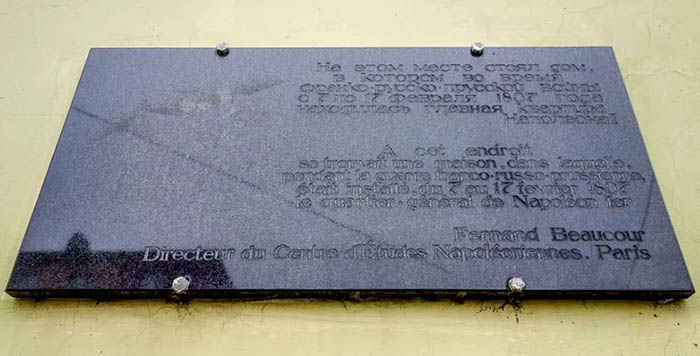 На этом месте стоял дом,
в котором во время
франко-русско-прусской войны
с 7 по 17 февраля 1807 года
находилась главная квартира
Наполеона I
A cet endroit
se trouvait une maison, dans laquelle,
pendant la guerre franco-russo-prussienne,
était installé, du 7 au 17 février 1807
le quartier-général de Napoléon Ier
Fernand Beaucour
Directeur du Centre d'Études Napoléoniennes. Paris